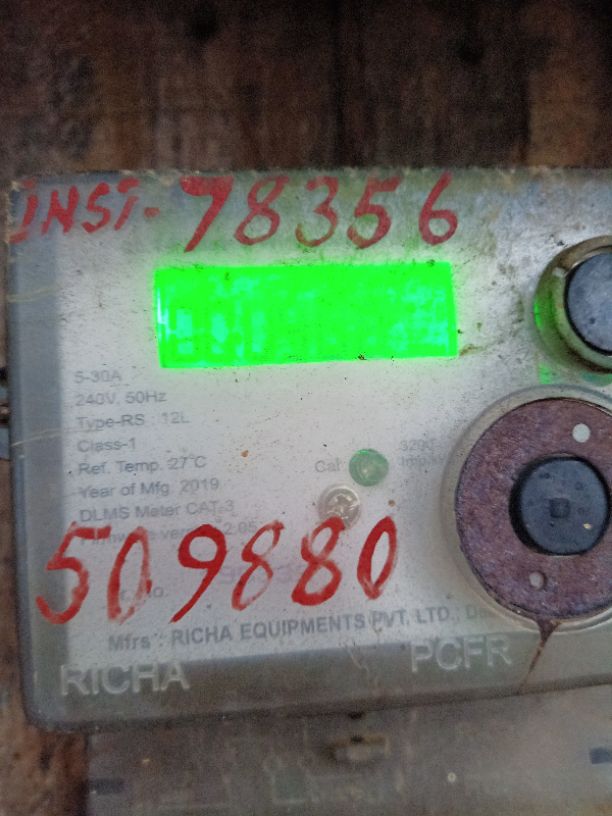 INST- 78356
5-30A
240V, 50Hz
Type-RS : 12L
Class-1
Ref. Temp. 27°C
Year of Mfg. 2019
Cal
3200
DLMS Meter CAT-3
509880
Mfrs : RICHA EQUIPMENTS PVT. LTD.,
RICHA
PCFR